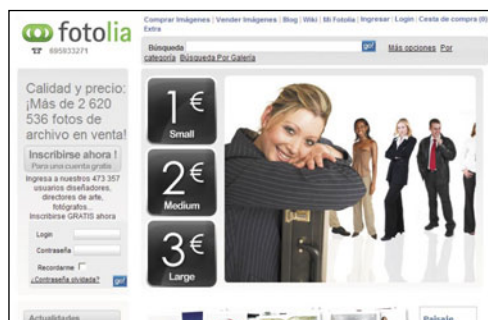 Comprar Imágenes | Vender Imágenes | Blog | Wiki | Mi Fotolia | Ingresar | Login | Cesta de compra (0)
Extra
fotolia
695933271
Búsqueda go! Más opciones Por
categoría Búsqueda Por Galería
Calidad y precio:
¡Más de 2 620
536 fotos de
archivo en venta!
Inscribirse ahora !
Para una cuenta gratis
Ingresa a nuestros 473 357
usuarios diseñadores,
directores de arte,
fotógrafos...
Inscribirse GRATIS ahora
Login
Contraseña
Recordarme
¿Contraseña olvidada? go!
1 €
Small
2 €
Medium
3 €
Large
Actualidades
Paisaje